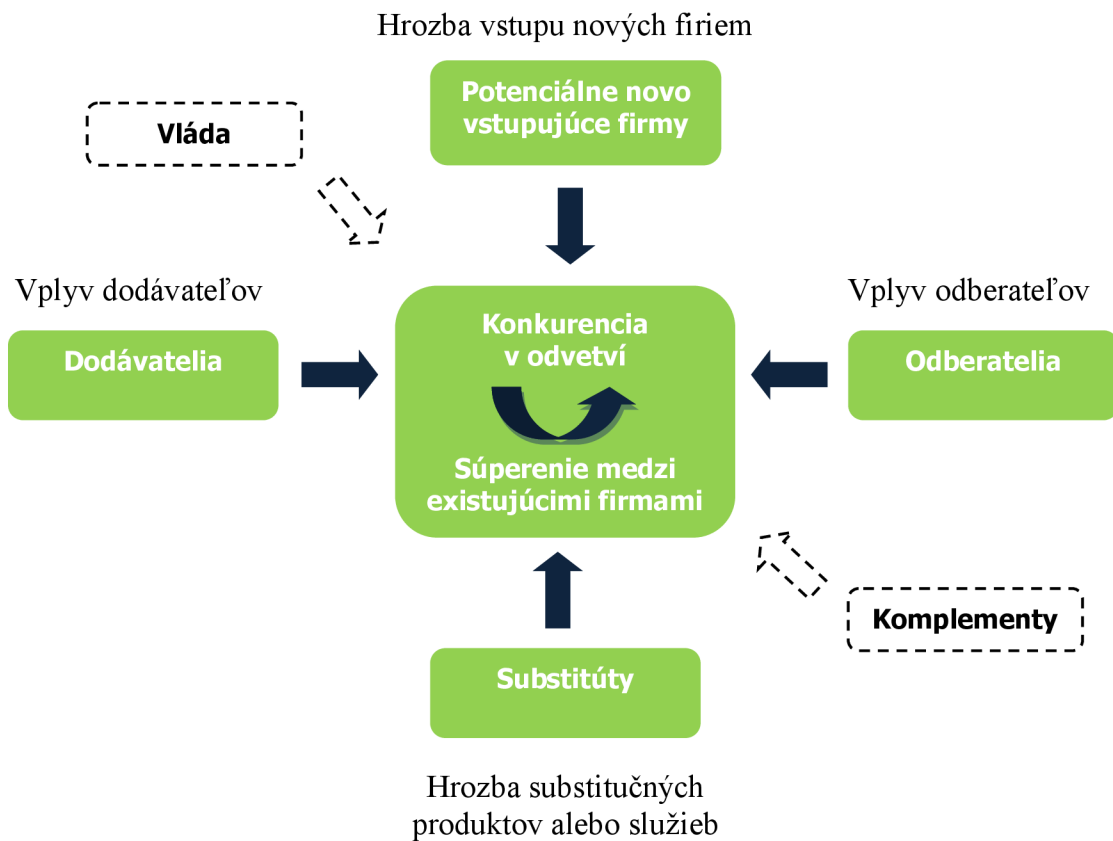 Hrozba vstupu nových firiem
Potenciálne novo
vstupujúce firmy
Vláda
Vplyv dodávateľov
Dodávatelia
Konkurencia
v odvetví
Súperenie medzi
existujúcimi firmami
Vplyv odberateľov
Odberatelia
Komplementy
Substitúty
Hrozba substitučných
produktov alebo služieb